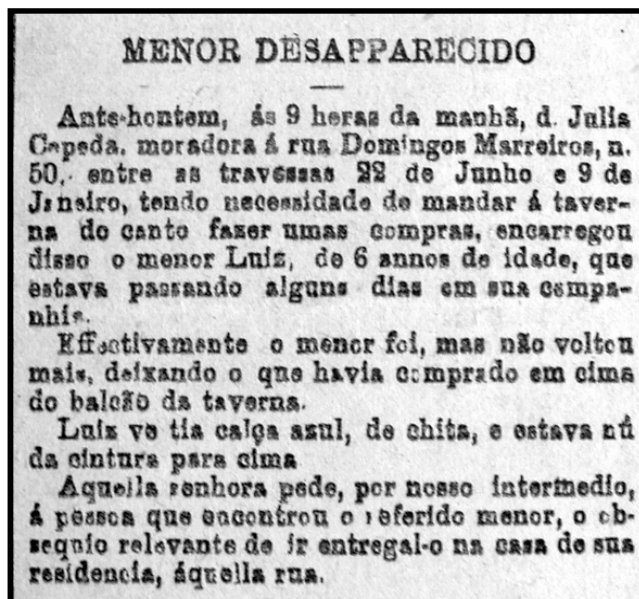 MENOR DESAPPARECIDO
Ante-hontem, ás 9 heras da manhã, d. Julia
Cepeda, moradora á rua Domingos Marreiros, n.
50, entre as travessas 22 de Junho e 9 de
Janeiro, tendo necessidade de mandar á taver-
na do canto fazer umas compras, encarregou
disso o menor Luiz, de 6 annos de idade, que
estava passando alguns dias em sua compa-
nhia.
Effectivamente o menor foi, mas não voltou
mais, deixando o que havia comprado em cima
do balcão da taverna.
Luiz vestia calça azul, de chita, e estava nú
da cintura para cima
Aquella senhora pede, por nosso intermedio,
á pessoa que encontrou o referido menor, o ob-
sequio relevante de ir entregal-o na casa de sua
residencia, áquella rua.